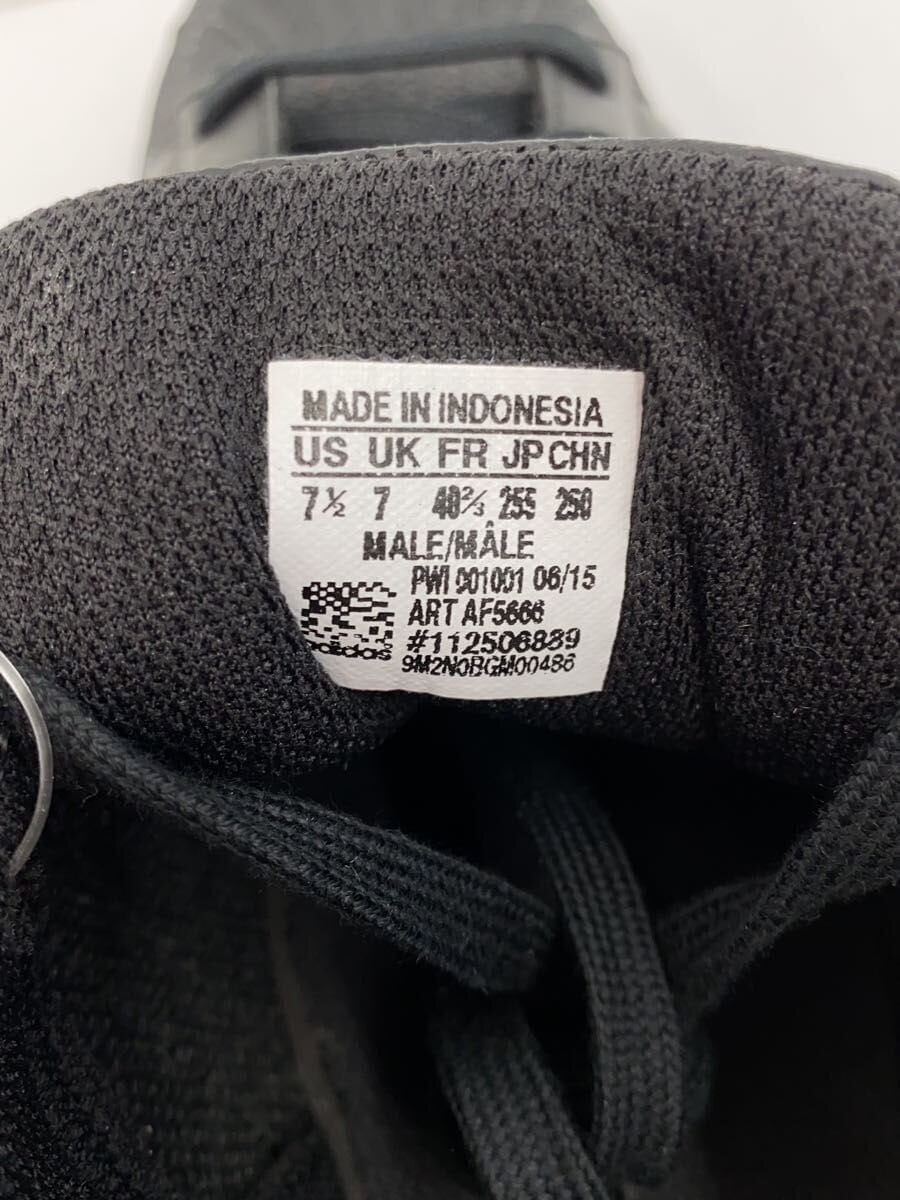 MADE IN INDONESIA
US UK FR JP CHN
7½ 7 40⅔ 255 250
MALE/MÂLE
PWI 001001 06/15
ART AF5666
#112506889
adidas
9M2N0BGM00486